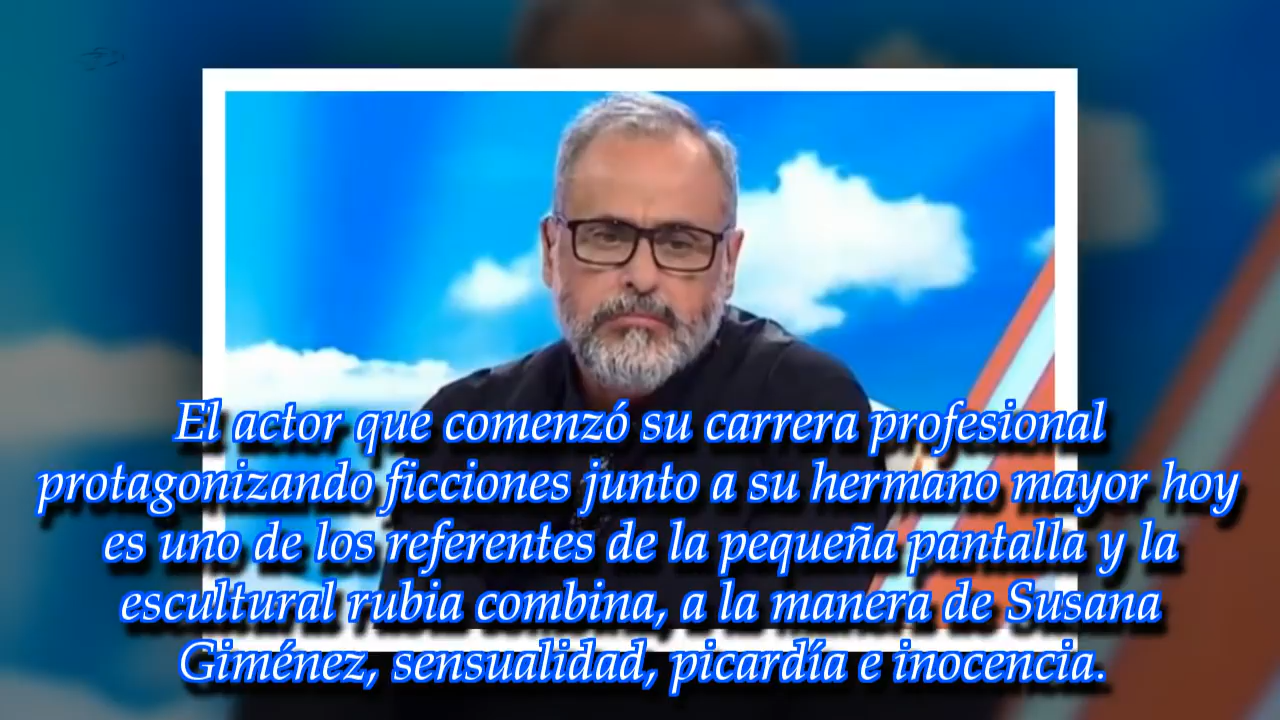 El actor que comenzó su carrera profesional
protagonizando ficciones junto a su hermano mayor hoy
es uno de los referentes de la pequeña pantalla y la
escultural rubia combina, a la manera de Susana
Giménez, sensualidad, picardía e inocencia.